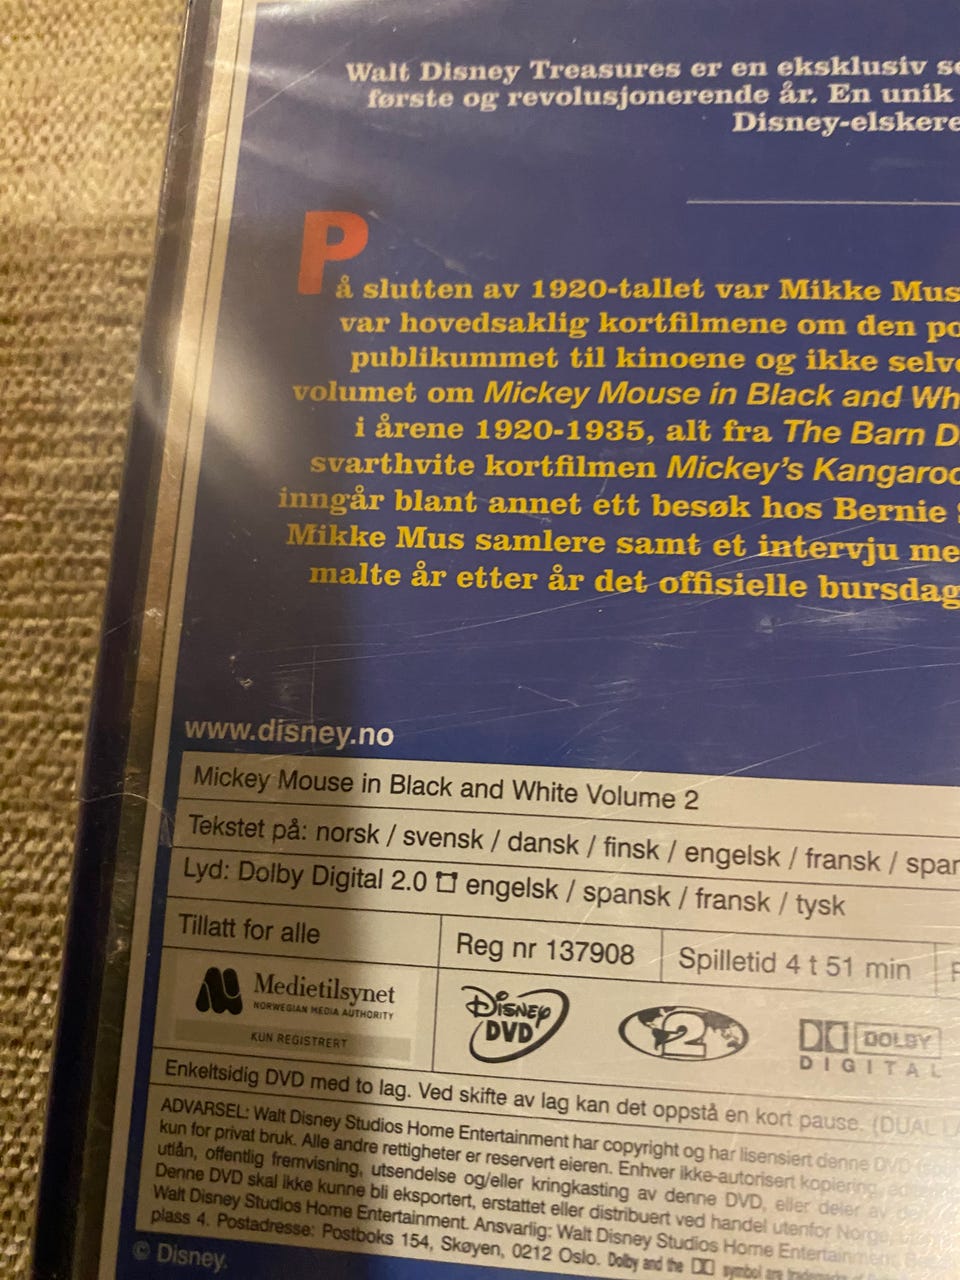 Walt Disney Treasures er en eksklusiv
første og revolusjonerende år. En unik
Disney-elskere
På slutten av 1920-tallet var Mikke Mus
var hovedsaklig kortfilmene om den
publikummet til kinoene og ikke
volumet om Mickey Mouse in Black and
i årene 1920-1935, alt fra The Barn
svarthvite kortfilmen Mickey's
inngår blant annet ett besøk hos Bernie
Mikke Mus samlere samt et intervju
malte år etter år det offisielle
www.disney.no
Mickey Mouse in Black and White Volume 2
Tekstet på: norsk / svensk / dansk / finsk / engelsk / fransk /
Lyd: Dolby Digital 2.0 engelsk / spansk / fransk / tysk
Tillatt for alle
Reg nr 137908
Spilletid 4 t 51 min
Medietilsynet
NORWEGIAN MEDIA AUTHORITY
KUN REGISTRERT
DISNEY
DVD
2
DOLBY
DIGITAL
Enkeltsidig DVD med to lag. Ved skifte av lag kan det oppstå en kort pause. (DUAL
ADVARSEL: Walt Disney Studios Home Entertainment har copyright og har lisensiert denne DVD
kun for privat bruk. Alle andre rettigheter er reservert eieren. Enhver ikke-autorisert kopiering,
utlån, offentlig fremvisning, utsendelse og/eller kringkasting av denne DVD, eller deler av
Denne DVD skal ikke kunne bli eksportert, erstattet eller distribuert ved handel utenfor Norge,
Walt Disney Studios Home Entertainment. Ansvarlig: Walt Disney Studios Home Entertainment,
plass 4. Postadresse: Postboks 154, Skøyen, 0212 Oslo. Dolby and the symbol are
© Disney.